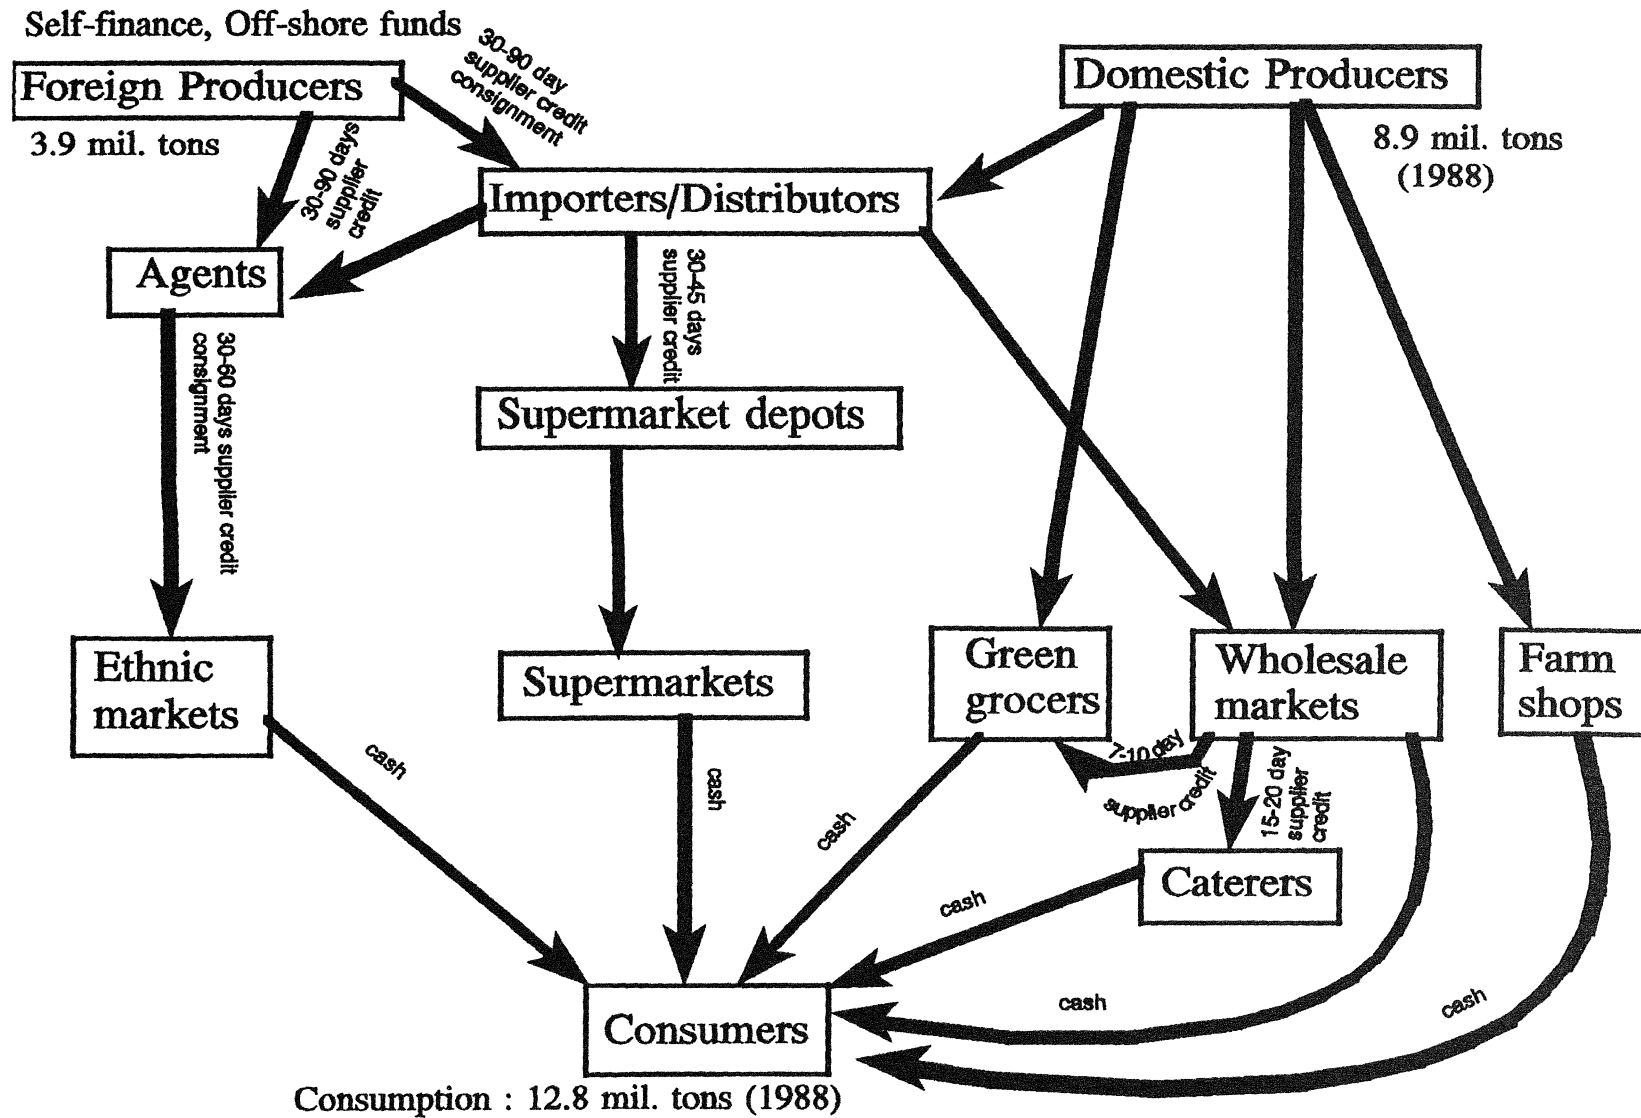 Self-finance, Off-shore funds
Foreign Producers
3.9 mil. tons
30-90 day
supplier credit
consignment
30-90 days
supplier
credit
Domestic Producers
8.9 mil. tons
(1988)
Importers/Distributors
Agents
30-45 days
supplier credit
30-60 days supplier credit
consignment
Supermarket depots
Ethnic
markets
Supermarkets
Green
grocers
Wholesale
markets
Farm
shops
cash
cash
cash
7-10 day
supplier credit
15-20 day
supplier
credit
Caterers
cash
cash
cash
Consumers
Consumption : 12.8 mil. tons (1988)